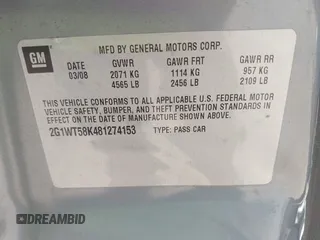 GM
MFD BY GENERAL MOTORS CORP.
DATE GVWR GAWR FRT GAWR RR
03/08 2071 KG 1114 KG 957 KG
4565 LB 2456 LB 2109 LB
THIS VEHICLE CONFORMS TO ALL APPLICABLE U.S. FEDERAL MOTOR
VEHICLE SAFETY, BUMPER, AND THEFT PREVENTION STANDARDS IN
EFFECT ON THE DATE OF MANUFACTURE SHOWN ABOVE.
2G1WT58K481274153 TYPE: PASS CAR
DREAMBID